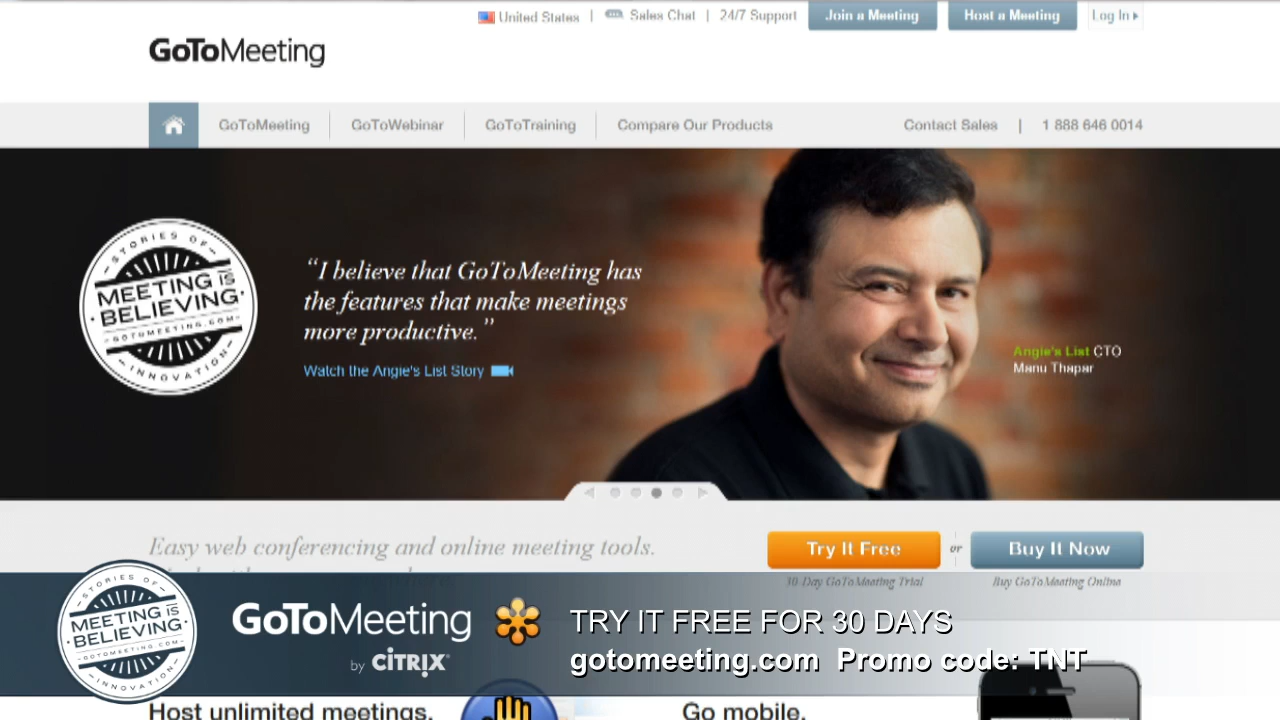 United States | Sales Chat | 24/7 Support Join a Meeting Host a Meeting Log In
GoToMeeting
GoToMeeting GoToWebinar GoToTraining Compare Our Products Contact Sales | 1 888 646 0014
STORIES OF
MEETING IS
BELIEVING
GOTOMEETING.COM
INNOVATION
“I believe that GoToMeeting has
the features that make meetings
more productive.”
Watch the Angie's List Story
Angie's List CTO
Manu Thapar
Easy web conferencing and online meeting tools.
Try It Free or Buy It Now
30-Day GoToMeeting Trial Buy GoToMeeting Online
STORIES OF
MEETING IS
BELIEVING
GOTOMEETING.COM
INNOVATION
GoToMeeting
by CITRIX
TRY IT FREE FOR 30 DAYS
gotomeeting.com Promo code: TNT
Host unlimited meetings. Go mobile.